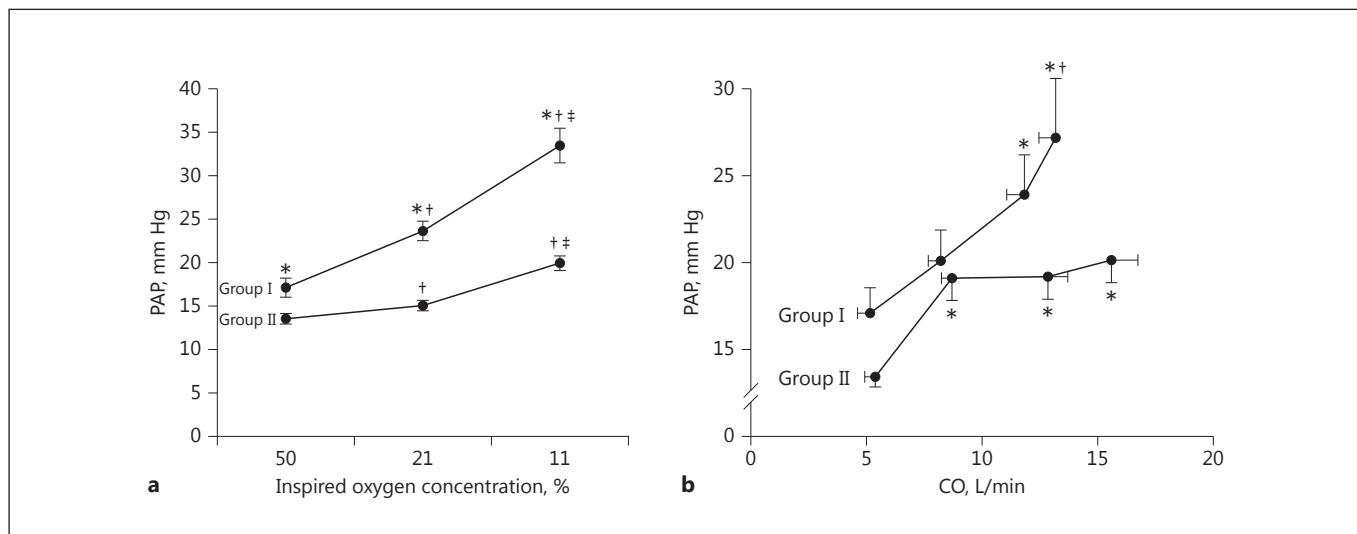 40
35
30
25
20
15
10
5
0
PAP, mm Hg
*†‡
*†
*
Group I
†‡
†
Group II
50 21 11
a Inspired oxygen concentration, %
30
25
20
15
0
PAP, mm Hg
*†
*
Group I
* * *
Group II
0 5 10 15 20
b CO, L/min